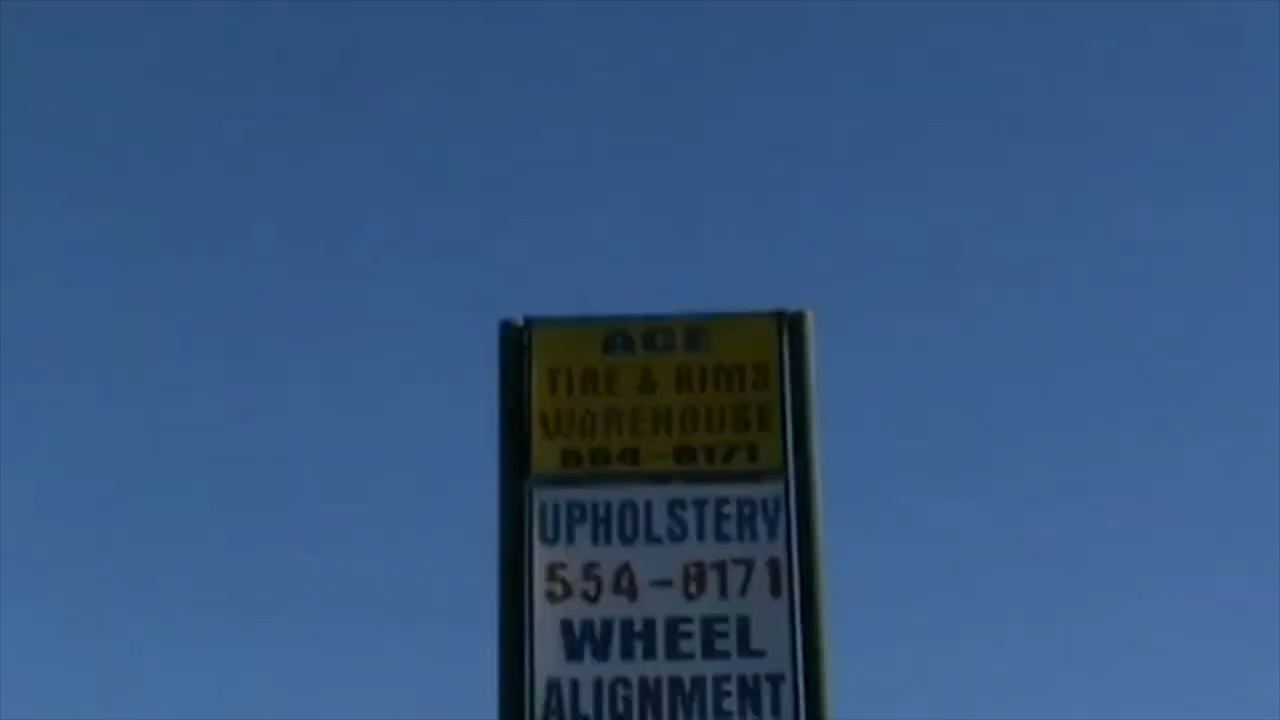 ACE
TIRE & RIMS
WAREHOUSE
554-8171
UPHOLSTERY
554-8171
WHEEL
ALIGNMENT